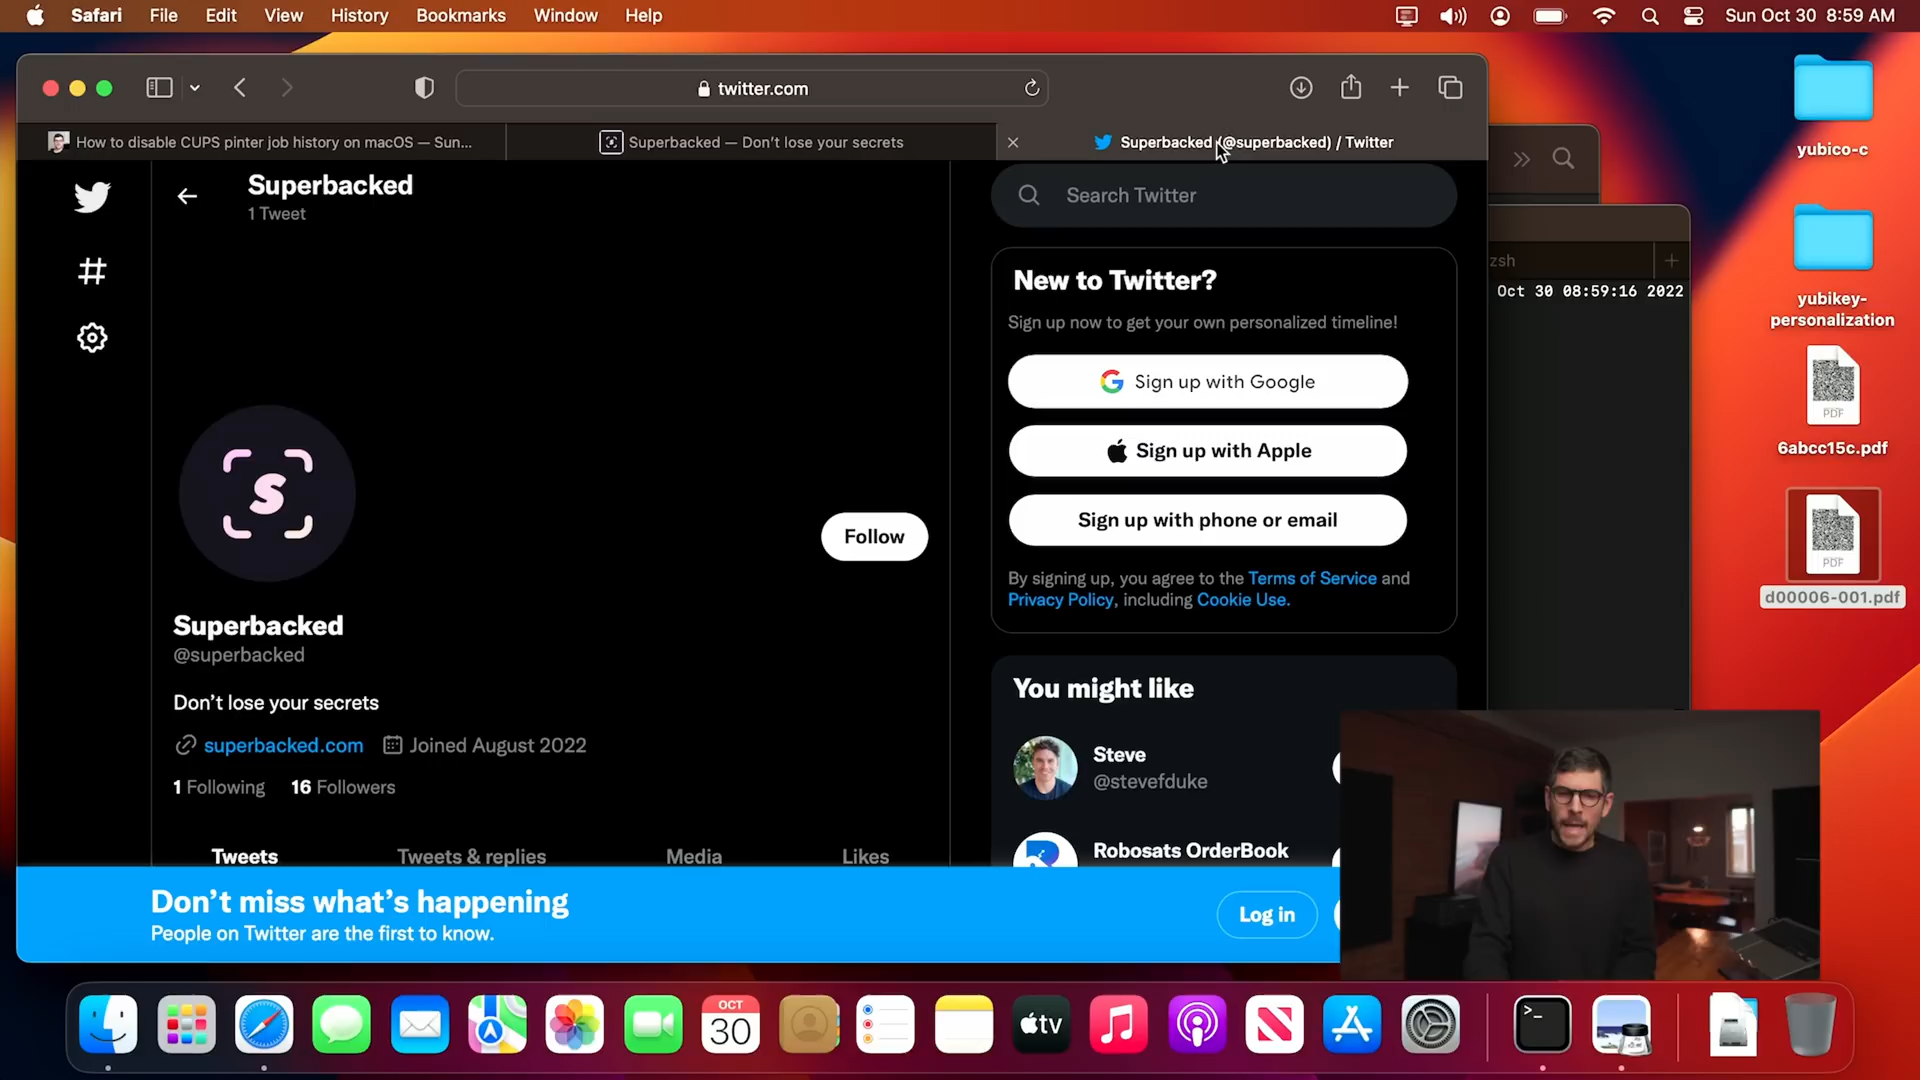 Safari File Edit View History Bookmarks Window Help
Sun Oct 30 8:59 AM
twitter.com
How to disable CUPS pinter job history on macOS — Sun...
Superbacked — Don't lose your secrets
Superbacked (@superbacked) / Twitter
Superbacked
1 Tweet
Superbacked
@superbacked
Don't lose your secrets
superbacked.com Joined August 2022
1 Following 16 Followers
Follow
Tweets Tweets & replies Media Likes
Search Twitter
New to Twitter?
Sign up now to get your own personalized timeline!
Sign up with Google
Sign up with Apple
Sign up with phone or email
By signing up, you agree to the Terms of Service and
Privacy Policy, including Cookie Use.
You might like
Steve
@stevefduke
Robosats OrderBook
Don't miss what's happening
People on Twitter are the first to know.
Log in
zsh
Oct 30 08:59:16 2022
yubico-c
yubikey-
personalization
PDF
6abcc15c.pdf
PDF
d00006-001.pdf
OCT
30
tv
>_